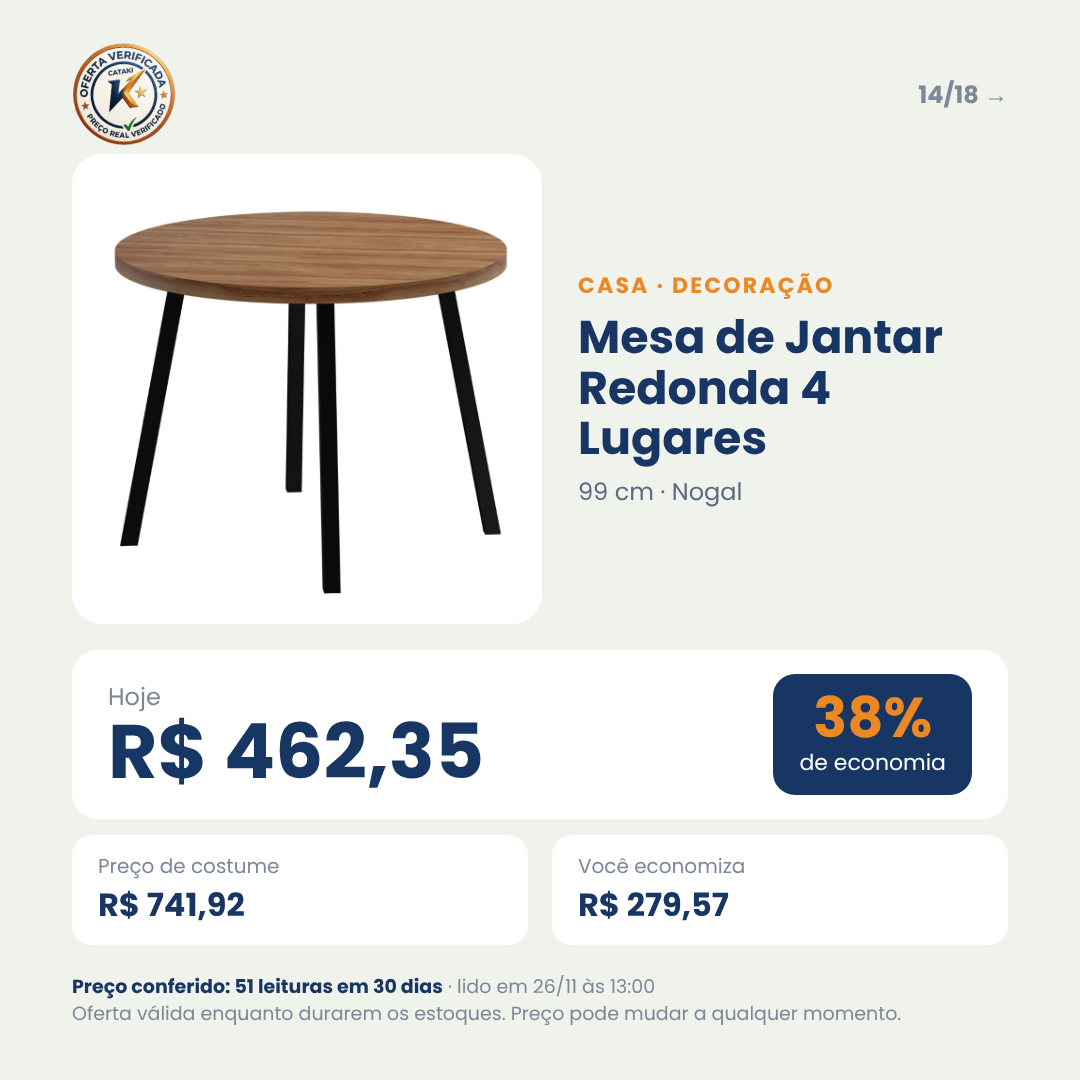 OFERTA VERIFICADA
CATAKI
PREÇO REAL VERIFICADO
14/18 →
CASA · DECORAÇÃO
Mesa de Jantar
Redonda 4
Lugares
99 cm · Nogal
Hoje
R$ 462,35
38%
de economia
Preço de costume
R$ 741,92
Você economiza
R$ 279,57
Preço conferido: 51 leituras em 30 dias · lido em 26/11 às 13:00
Oferta válida enquanto durarem os estoques. Preço pode mudar a qualquer momento.